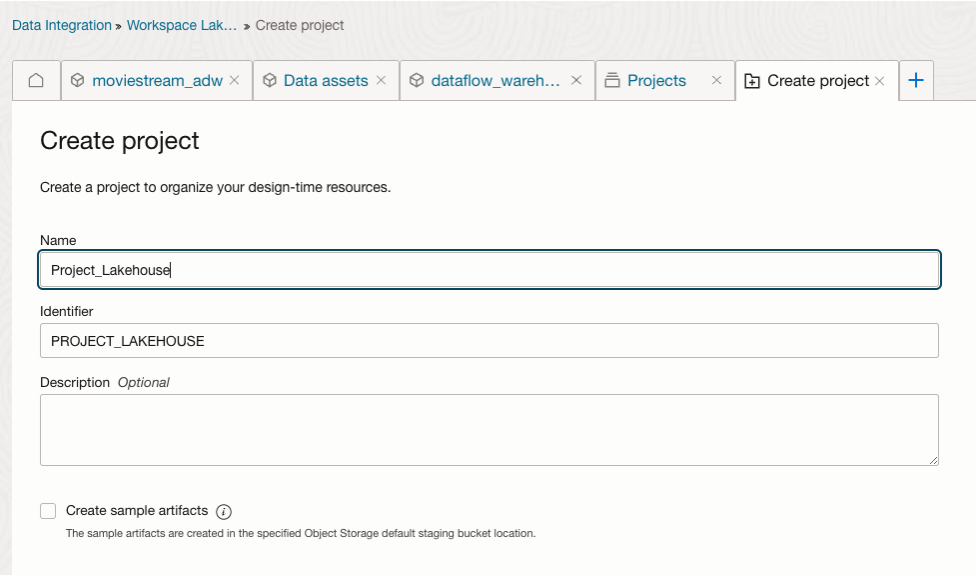 Data Integration » Workspace Lak... » Create project
moviestream_adw Data assets dataflow_wareh... Projects Create project
Create project
Create a project to organize your design-time resources.
Name
Project_Lakehouse
Identifier
PROJECT_LAKEHOUSE
Description Optional
Create sample artifacts
The sample artifacts are created in the specified Object Storage default staging bucket location.